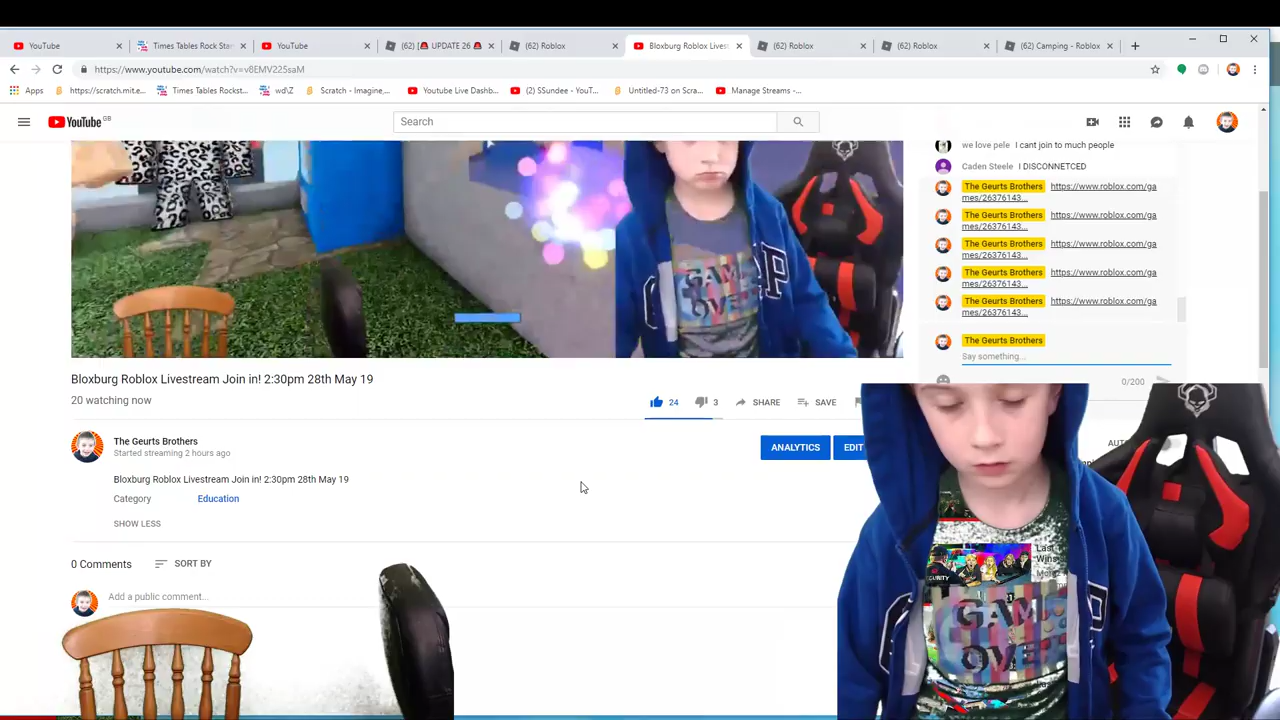 YouTube
Times Tables Rock Star
YouTube
(62) [🚨 UPDATE 26 🚨
(62) Roblox
Bloxburg Roblox Lives
(62) Roblox
(62) Roblox
(62) Camping - Roblox
https://www.youtube.com/watch?v=v8EMV225saM
Apps
https://scratch.mit.e
Times Tables Rockst...
wd\Z
Scratch - Imagine,...
Youtube Live Dashb...
(2) SSundee - YouT...
Untitled-73 on Scra...
Manage Streams -...
YouTube GB
Search
we love pele I cant join to much people
Caden Steele I DISCONNETCED
The Geurts Brothers https://www.roblox.com/ga
mes/26376143...
The Geurts Brothers https://www.roblox.com/ga
mes/26376143...
The Geurts Brothers https://www.roblox.com/ga
mes/26376143...
The Geurts Brothers https://www.roblox.com/ga
mes/26376143...
The Geurts Brothers https://www.roblox.com/ga
mes/26376143...
The Geurts Brothers
Say something...
0/200
GAME
OVER
Bloxburg Roblox Livestream Join in! 2:30pm 28th May 19
20 watching now
24
3
SHARE
SAVE
The Geurts Brothers
Started streaming 2 hours ago
ANALYTICS
EDIT
AUTO
Bloxburg Roblox Livestream Join in! 2:30pm 28th May 19
Category Education
SHOW LESS
0 Comments
SORT BY
Add a public comment...
Last
Wins
GAME
OVER